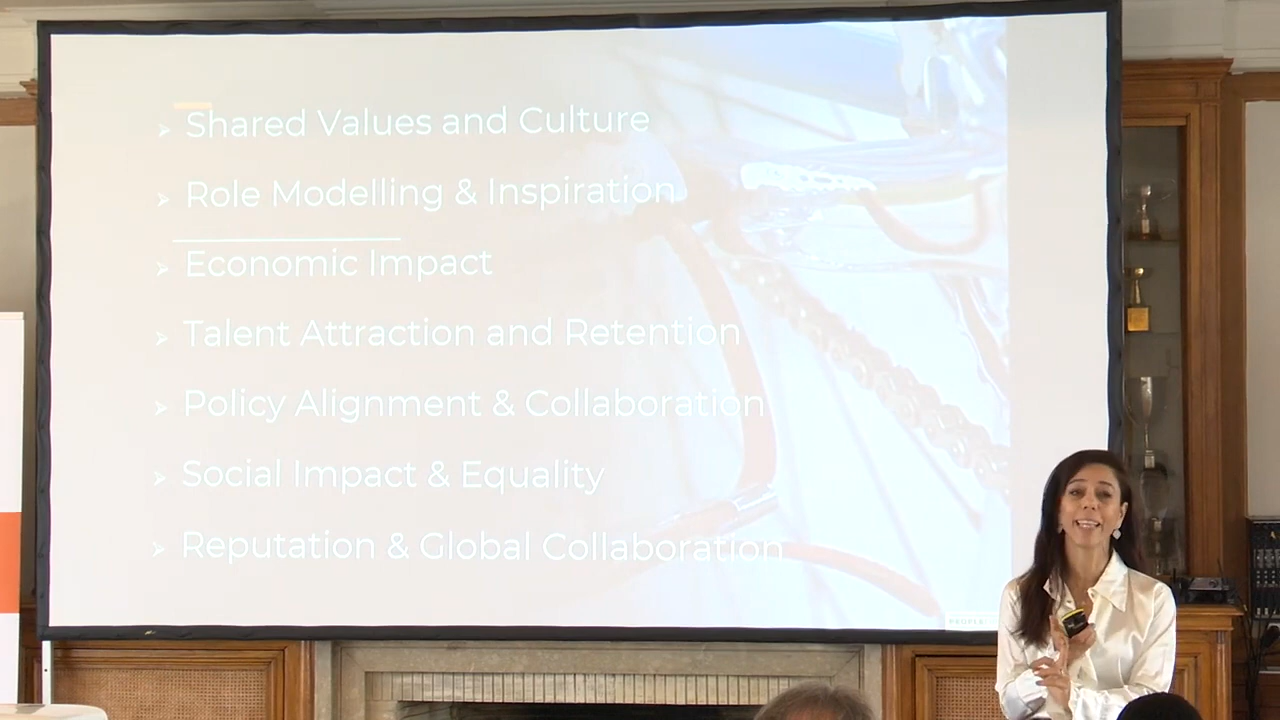 Shared Values and Culture
Role Modelling & Inspiration
Economic Impact
Talent Attraction and Retention
Policy Alignment & Collaboration
Social Impact & Equality
Reputation & Global Collaboration